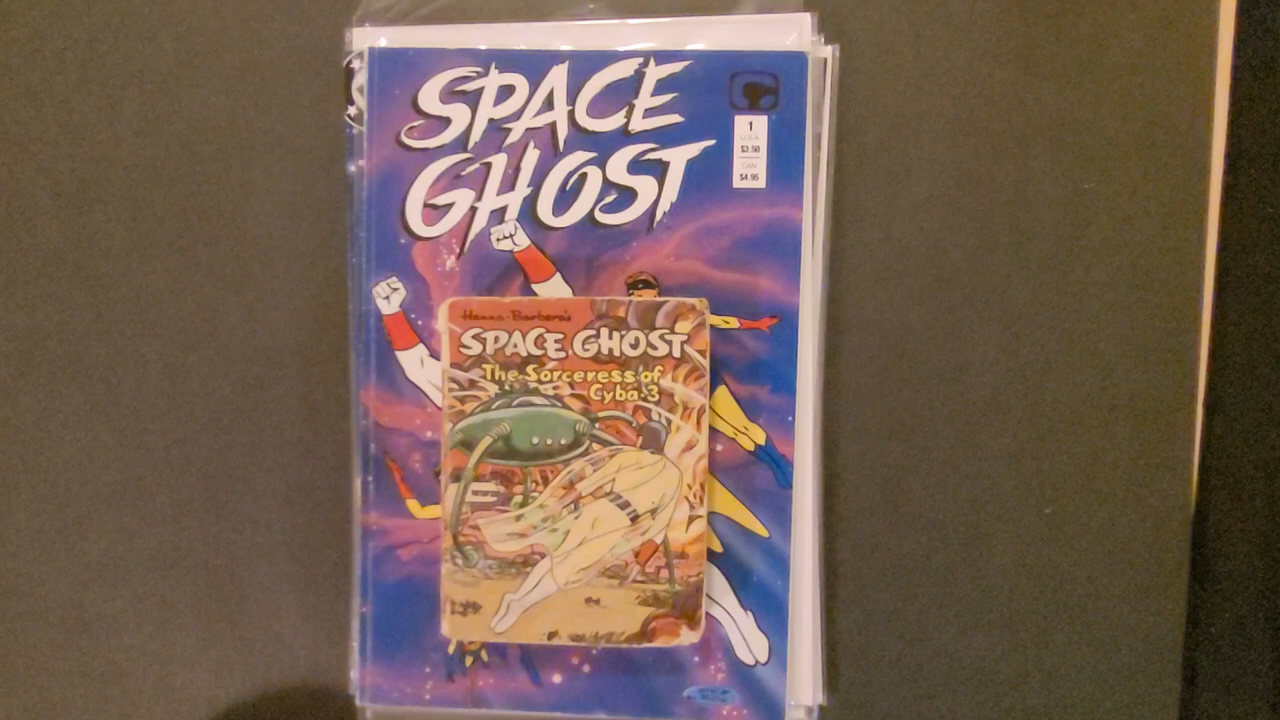 SPACE
GHOST
1
U.S.A.
$3.50
CAN.
$4.95
Hanna-Barbera's
SPACE GHOST
The Sorceress of
Cyba-3